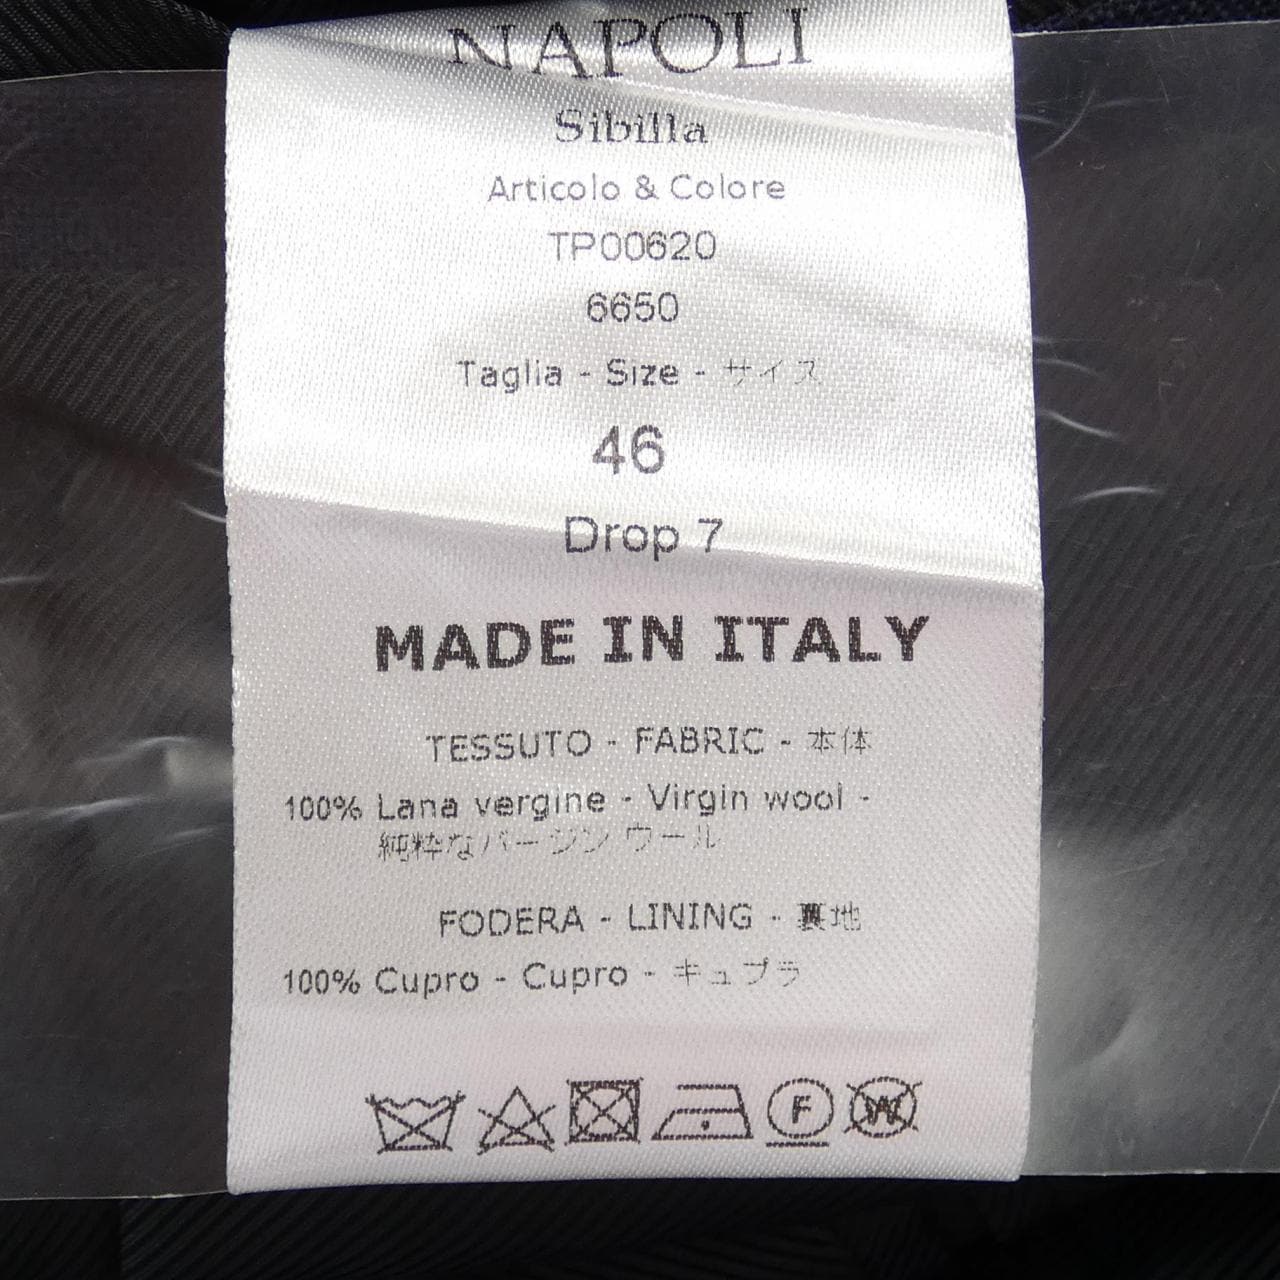 NAPOLI
Sibilla
Articolo & Colore
TP00620
6650
Taglia - Size - サイズ
46
Drop 7
MADE IN ITALY
TESSUTO - FABRIC - 本体
100% Lana vergine - Virgin wool -
純粋なバージン ウール
FODERA - LINING - 裏地
100% Cupro - Cupro - キュプラ
F
W